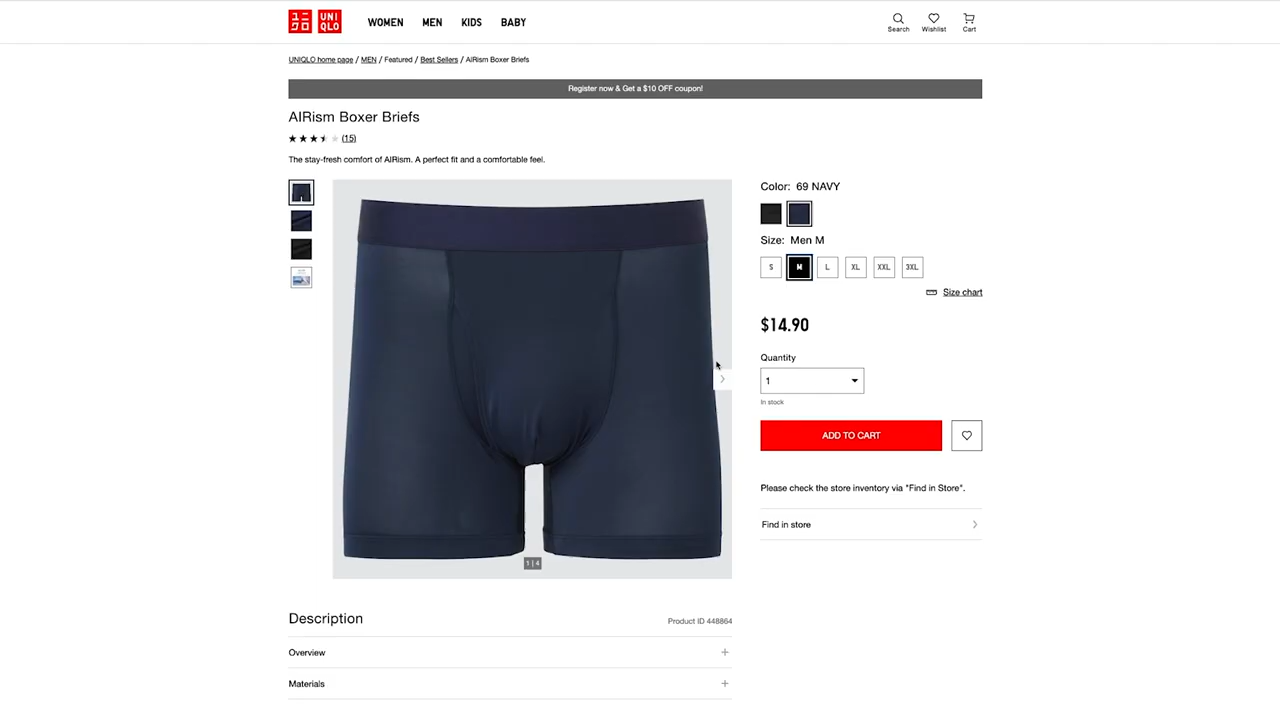 ユニ
クロ
UNI
QLO
WOMEN MEN KIDS BABY
Search Wishlist Cart
UNIQLO home page / MEN / Featured / Best Sellers / AIRism Boxer Briefs
Register now & Get a $10 OFF coupon!
AIRism Boxer Briefs
(15)
The stay-fresh comfort of AIRism. A perfect fit and a comfortable feel.
Color: 69 NAVY
Size: Men M
S M L XL XXL 3XL
Size chart
$14.90
Quantity
1
In stock
ADD TO CART
Please check the store inventory via "Find in Store".
Find in store
1 | 4
Description
Product ID 448864
Overview
Materials